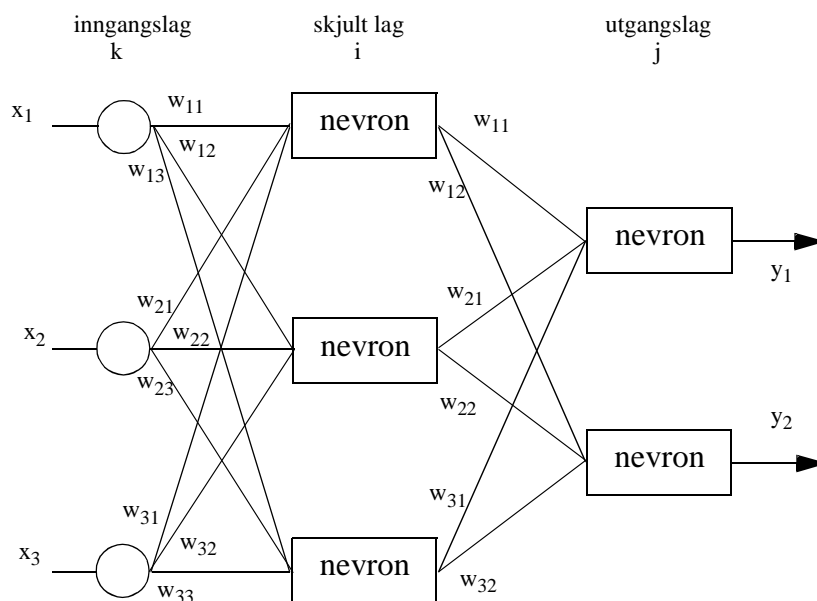 inngangslag skjult lag utgangslag
k i j
x1 w11 nevron w11
w12
w13 w12
nevron
y1
w21 w21
x2 w22 nevron
w23 w22
y2
nevron
w31 w31
w32
x3 nevron w32
w33